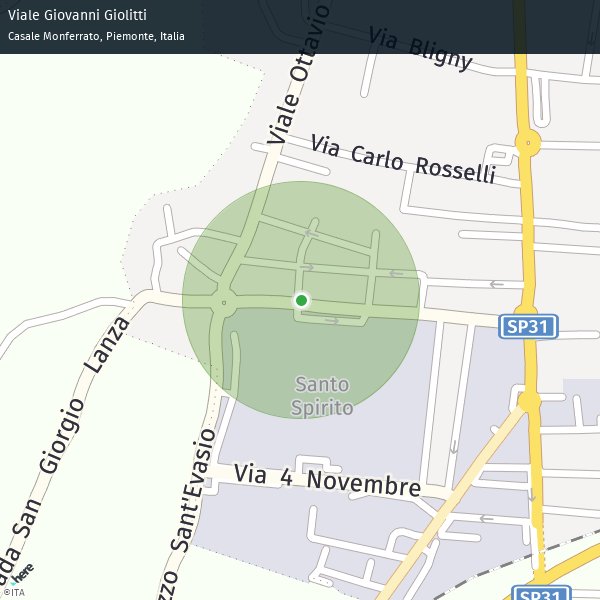 Viale Giovanni Giolitti
Casale Monferrato, Piemonte, Italia
Viale Ottavio
Via Bligny
Via Carlo Rosselli
SP31
Lanza
San Giorgio
Santo
Spirito
Via 4 Novembre
Sant'Evasio
here
©ITA
SP31